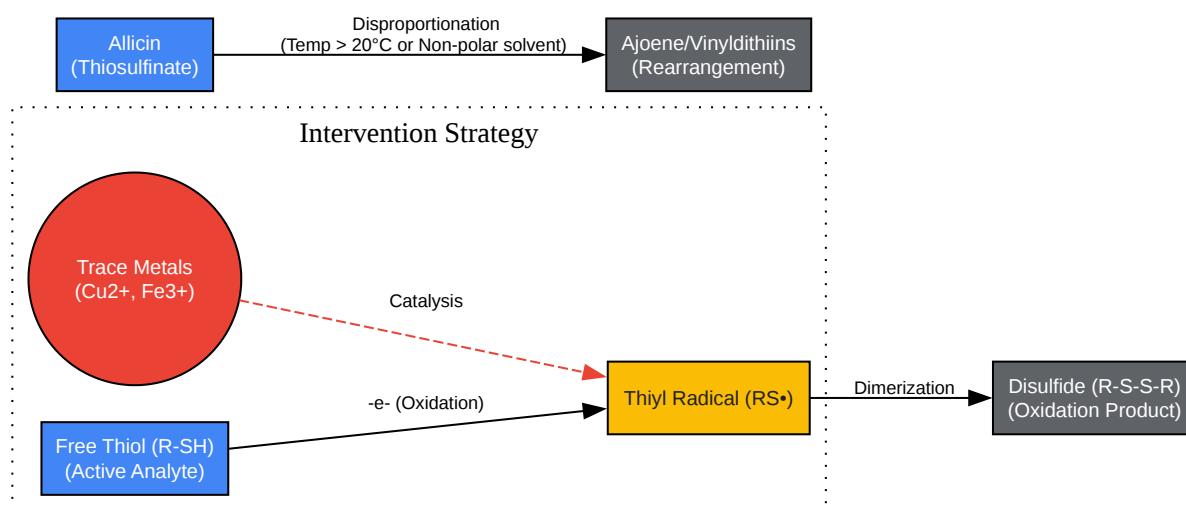 Allicin
(Thiosulfinate)
Disproportionation
(Temp > 20°C or Non-polar solvent)
Ajoene/Vinyldithiins
(Rearrangement)
Intervention Strategy
Trace Metals
(Cu2+, Fe3+)
Catalysis
Free Thiol (R-SH)
(Active Analyte)
-e- (Oxidation)
Thiyl Radical (RS•)
Dimerization
Disulfide (R-S-S-R)
(Oxidation Product)